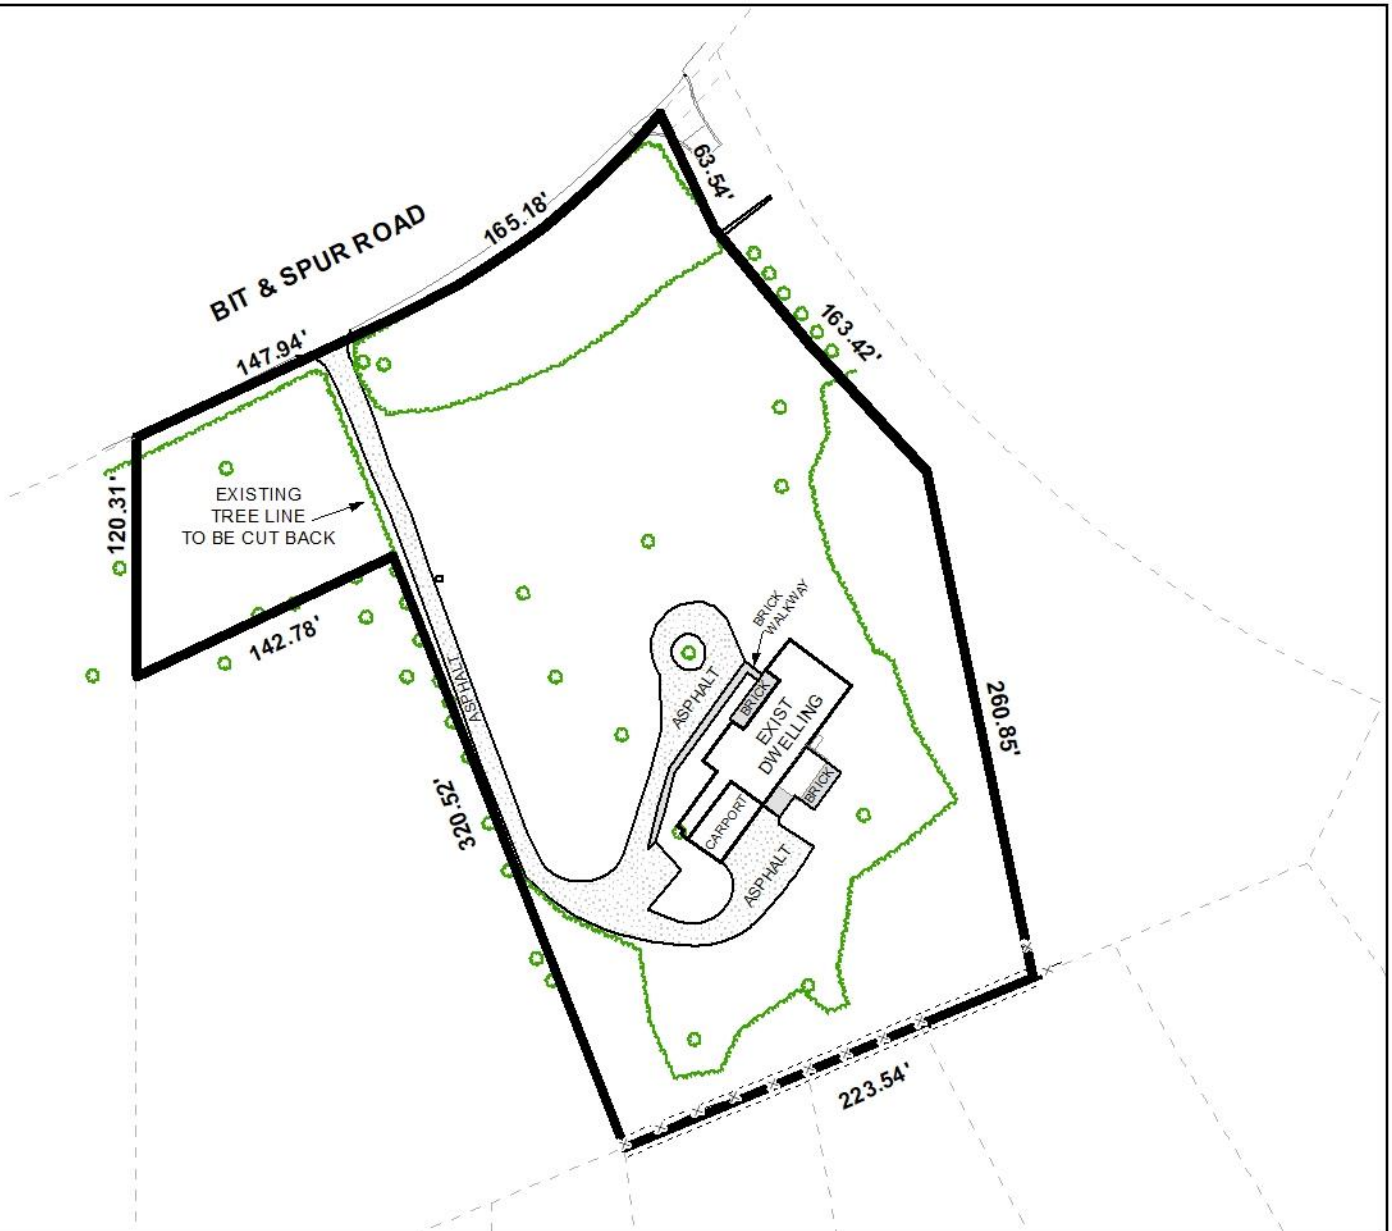 63.54'
165.18'
BIT & SPUR ROAD
147.94'
163.42'
120.31'
EXISTING
TREE LINE
TO BE CUT BACK
142.78'
BRICK
WALKWAY
ASPHALT
ASPHALT
BRICK
EXIST
DWELLING
260.85'
BRICK
CARPORT
320.52'
ASPHALT
223.54'